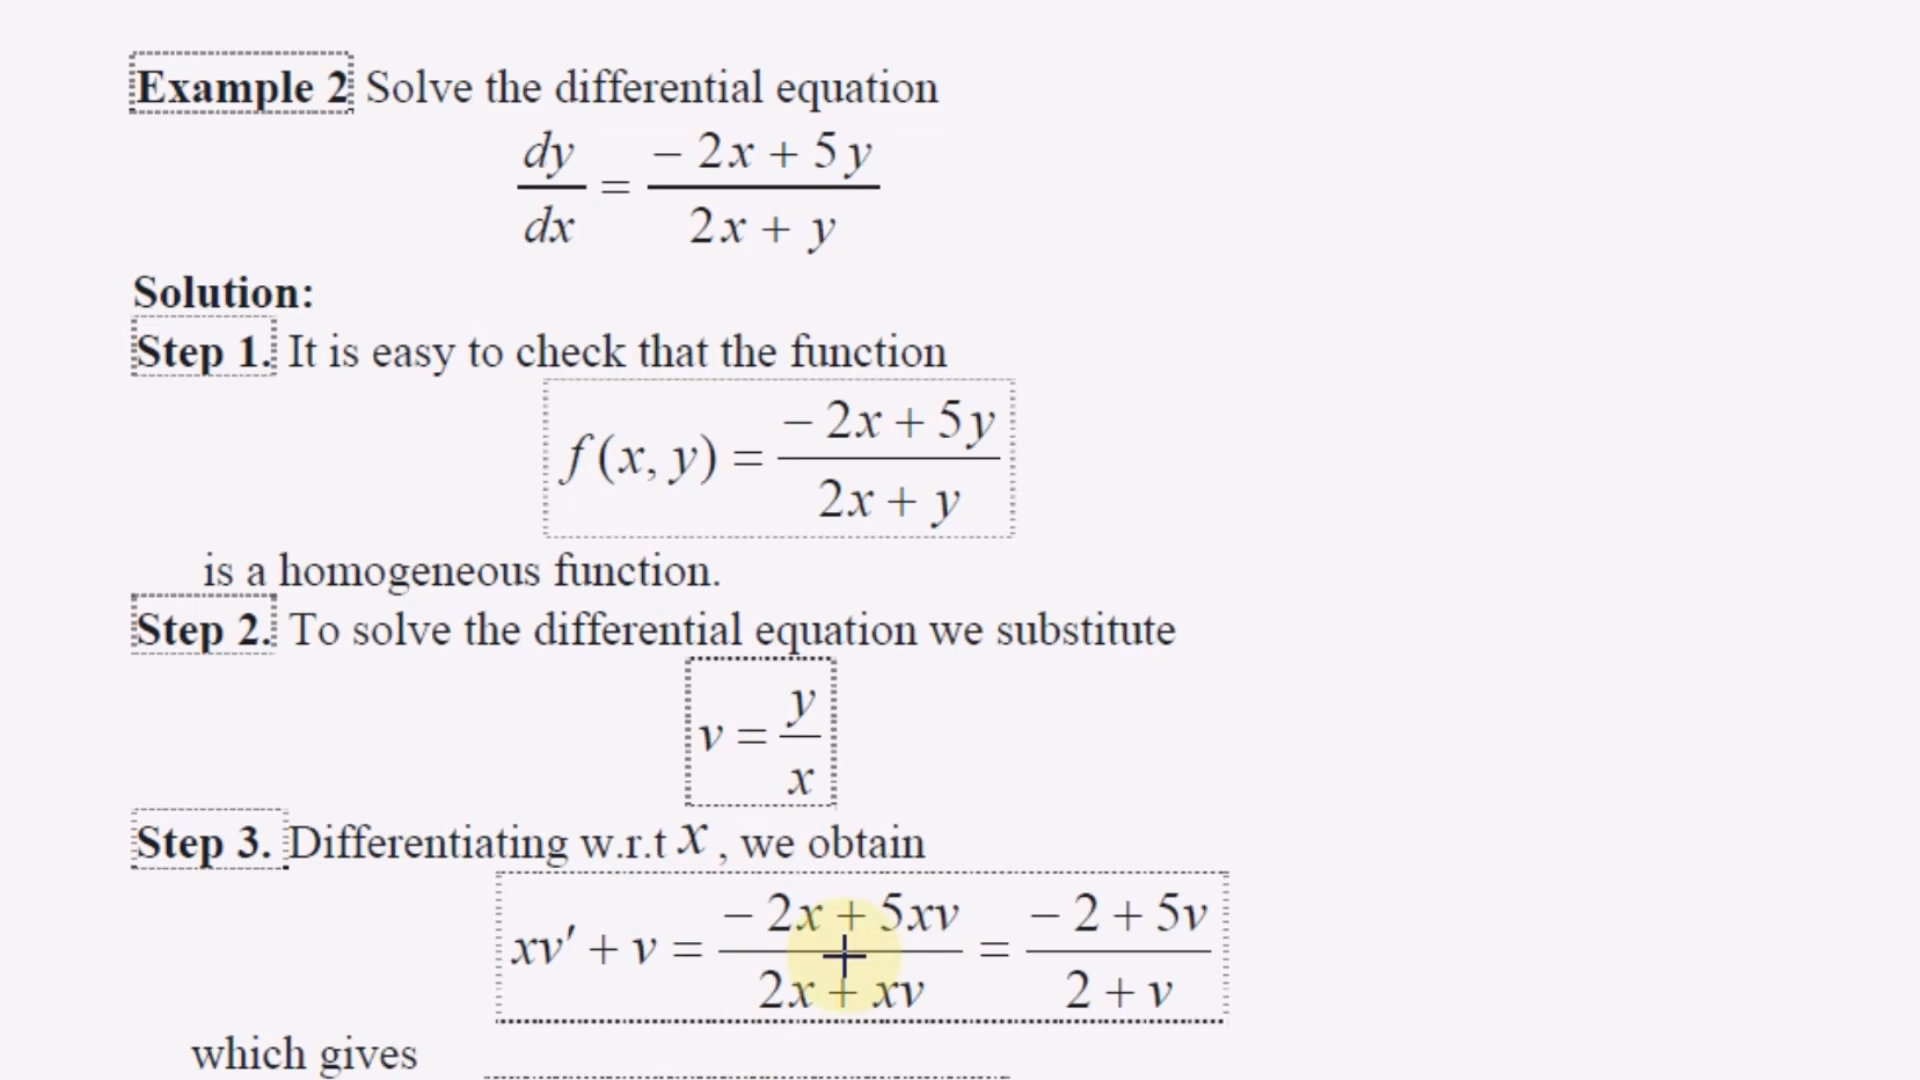 Example 2 Solve the differential equation
dy/dx = (− 2x + 5y)/(2x + y)
Solution:
Step 1. It is easy to check that the function
f(x, y) = (− 2x + 5y)/(2x + y)
is a homogeneous function.
Step 2. To solve the differential equation we substitute
v = y/x
Step 3. Differentiating w.r.t x , we obtain
xv′ + v = (− 2x + 5xv)/(2x + xv) = (− 2 + 5v)/(2 + v)
which gives